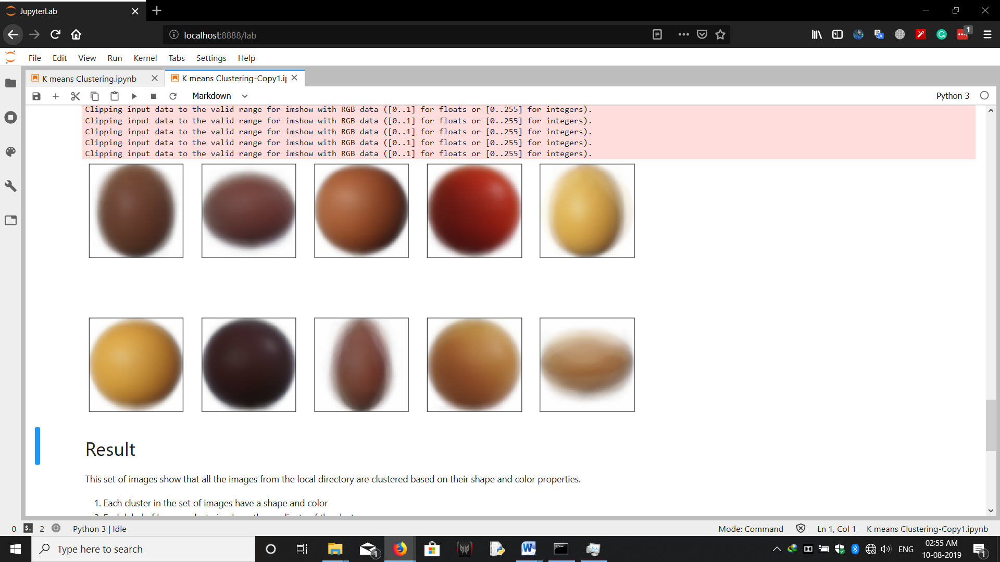 JupyterLab
localhost:8888/lab
1
File Edit View Run Kernel Tabs Settings Help
K means Clustering.ipynb
K means Clustering-Copy1.ip
Markdown
Python 3
Clipping input data to the valid range for imshow with RGB data ([0..1] for floats or [0..255] for integers).
Clipping input data to the valid range for imshow with RGB data ([0..1] for floats or [0..255] for integers).
Clipping input data to the valid range for imshow with RGB data ([0..1] for floats or [0..255] for integers).
Clipping input data to the valid range for imshow with RGB data ([0..1] for floats or [0..255] for integers).
Clipping input data to the valid range for imshow with RGB data ([0..1] for floats or [0..255] for integers).
Result
This set of images show that all the images from the local directory are clustered based on their shape and color properties.
1. Each cluster in the set of images have a shape and color
0 $_ 2 Python 3 | Idle
Mode: Command Ln 1, Col 1 K means Clustering-Copy1.ipynb
Type here to search
1
ENG
02:55 AM
10-08-2019
1